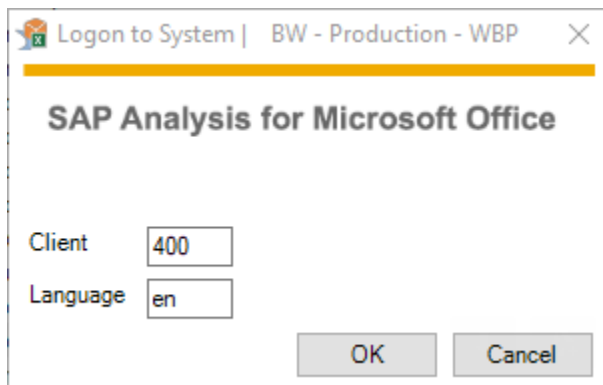 Logon to System | BW - Production - WBP
SAP Analysis for Microsoft Office
Client 400
Language en
OK Cancel